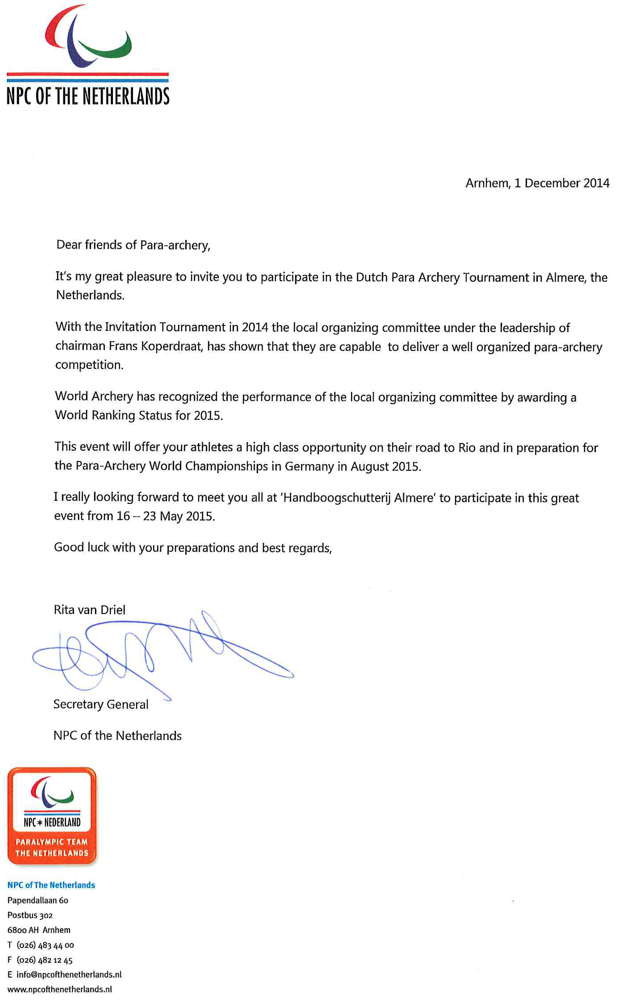 NPC OF THE NETHERLANDS
Arnhem, 1 December 2014
Dear friends of Para-archery,
It's my great pleasure to invite you to participate in the Dutch Para Archery Tournament in Almere, the
Netherlands.
With the Invitation Tournament in 2014 the local organizing committee under the leadership of
chairman Frans Koperdraat, has shown that they are capable  to deliver a well organized para-archery
competition.
World Archery has recognized the performance of the local organizing committee by awarding a
World Ranking Status for 2015.
This event will offer your athletes a high class opportunity on their road to Rio and in preparation for
the Para-Archery World Championships in Germany in August 2015.
I really looking forward to meet you all at 'Handboogschutterij Almere' to participate in this great
event from 16 – 23 May 2015.
Good luck with your preparations and best regards,
Rita van Driel
Secretary General
NPC of the Netherlands
NPC*NEDERLAND
PARALYMPIC TEAM
THE NETHERLANDS
NPC of The Netherlands
Papendallaan 60
Postbus 302
6800 AH Arnhem
T (026) 483 44 00
F (026) 482 12 45
E info@npcofthenetherlands.nl
www.npcofthenetherlands.nl